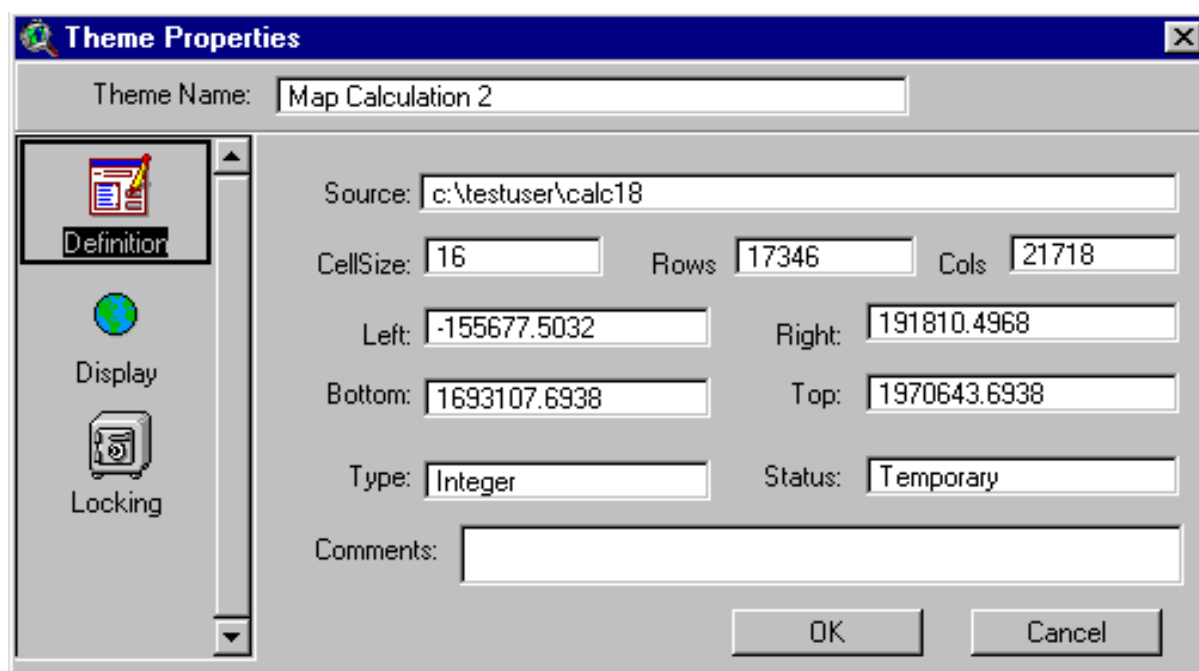 Theme Properties
Theme Name: Map Calculation 2
Definition
Display
Locking
Source: c:\testuser\calc18
CellSize: 16 Rows 17346 Cols 21718
Left: -155677.5032 Right: 191810.4968
Bottom: 1693107.6938 Top: 1970643.6938
Type: Integer Status: Temporary
Comments:
OK Cancel